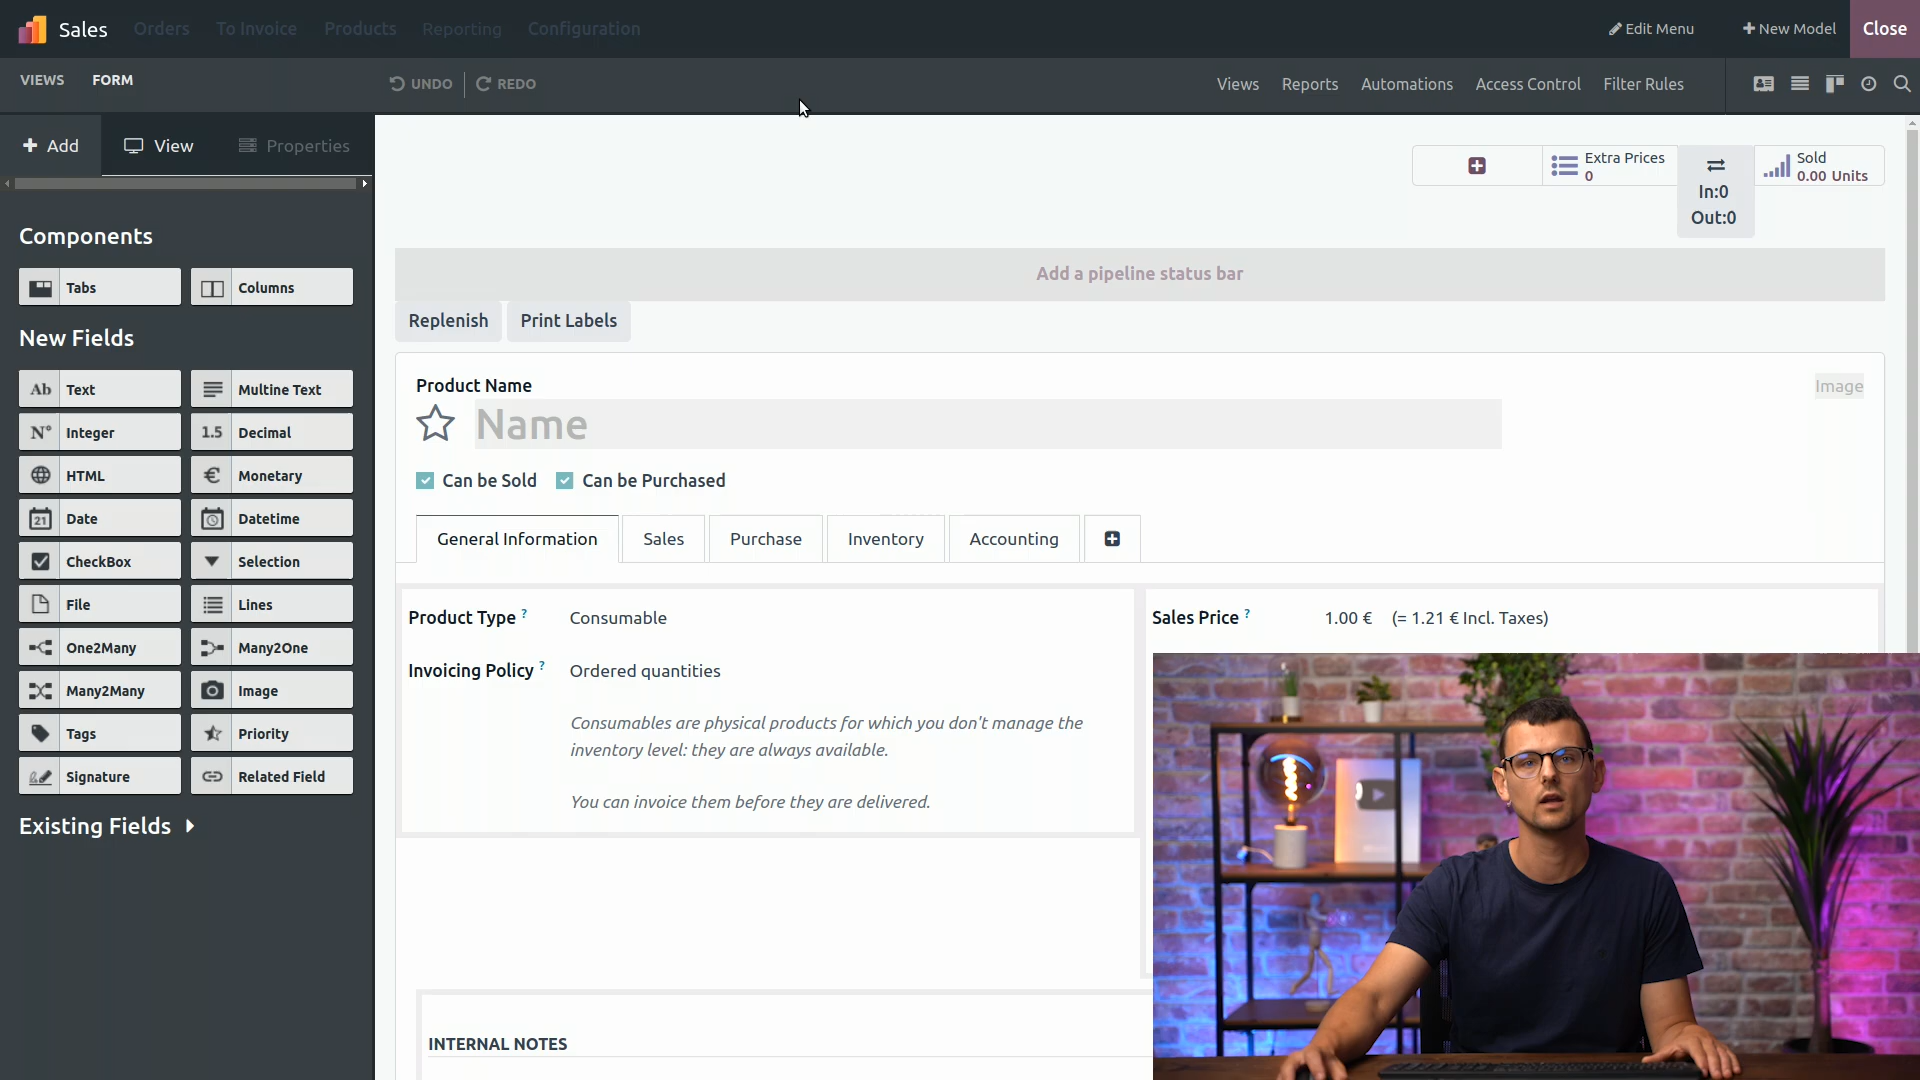 Sales
Orders
To Invoice
Products
Reporting
Configuration
Edit Menu
New Model
Close
VIEWS
FORM
UNDO
REDO
Views
Reports
Automations
Access Control
Filter Rules
Add
View
Properties
Extra Prices
0
In:0
Out:0
Sold
0.00 Units
Components
Tabs
Columns
New Fields
Ab Text
Multine Text
N° Integer
1.5 Decimal
HTML
€ Monetary
21 Date
Datetime
CheckBox
Selection
File
Lines
One2Many
Many2One
Many2Many
Image
Tags
Priority
Signature
Related Field
Existing Fields
Add a pipeline status bar
Replenish
Print Labels
Product Name
Image
Name
Can be Sold
Can be Purchased
General Information
Sales
Purchase
Inventory
Accounting
Product Type ?
Consumable
Sales Price ?
1.00 € (= 1.21 € Incl. Taxes)
Invoicing Policy ?
Ordered quantities
Consumables are physical products for which you don't manage the
inventory level: they are always available.
You can invoice them before they are delivered.
INTERNAL NOTES